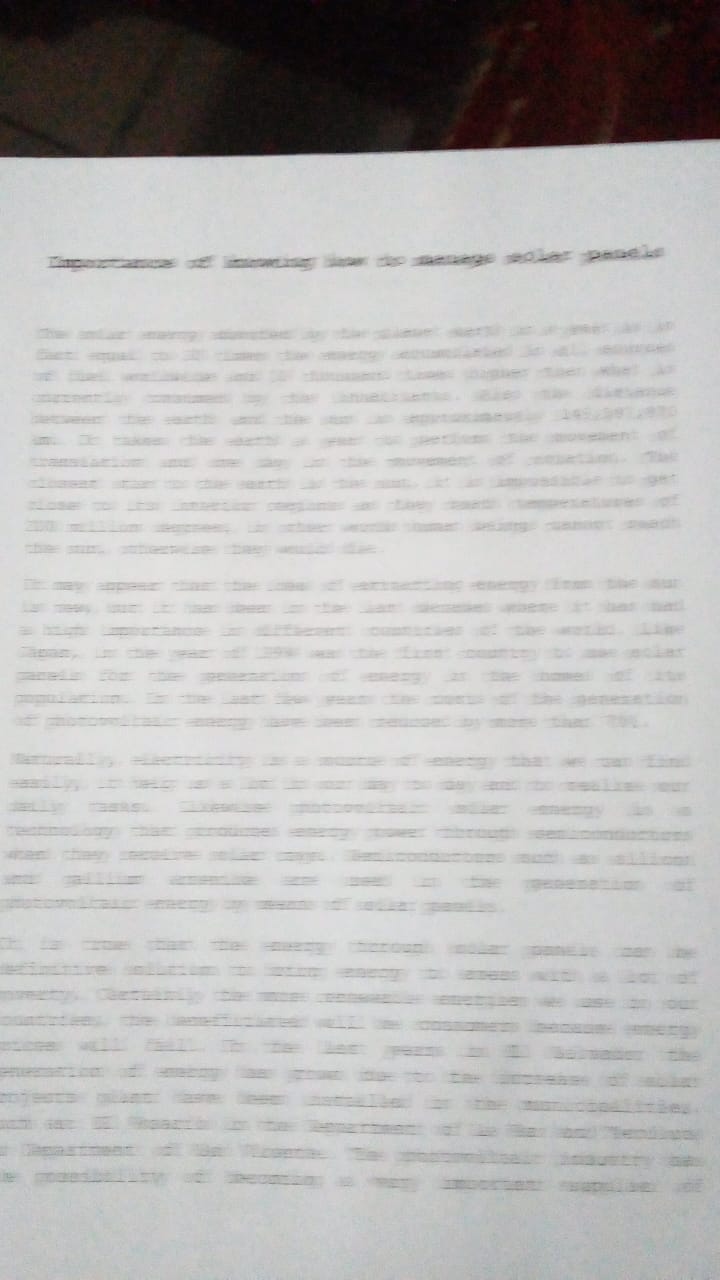 Importance of knowing how to manage solar panels
The solar energy absorbed by the planet earth in a year is in
fact equal to 20 times the energy accumulated in all sources
of fuel worldwide and 10 thousand times higher than what is
currently consumed by the inhabitants. Also the distance
between the earth and the sun is approximately
km. It takes the earth a year to perform the movement of
translation and one day in the movement of rotation. The
closest star to the earth is the sun, it is impossible to get
close to its interior regions as they reach temperatures of
million degrees, in other words human beings cannot reach
the sun, otherwise they would die.
It may appear that the idea of extracting energy from the sun
is new, but it has been in the last decades where it has had
a high importance in different countries of the world. Like
Japan, in the year of 1994 was the first country to use solar
panels for the generation of energy in the homes of its
population. In the last few years the costs of the generation
of photovoltaic energy have been reduced by more than
Naturally, electricity is a source of energy that we can find
easily, it help us a lot in our day to day and to realize our
daily tasks. Likewise photovoltaic solar energy is a
technology that produces energy power through semiconductors
when they receive solar rays. Semiconductors such as silicon
and gallium arsenide are used in the generation of
photovoltaic energy by means of solar panels.
It is true that the energy through solar panels can be
definitive solution to bring energy to areas with a lot of
poverty. Certainly the more renewable energies we use in our
countries, the beneficiaries will be consumers because energy
prices will fall. In the last years in El Salvador the
generation of energy has grown due to the increase of solar
projects plant have been installed in the municipalities.
El Rosario in the Department of La Paz and
Department of San Vicente. The photovoltaic industry
possibility of becoming a very important supplier of